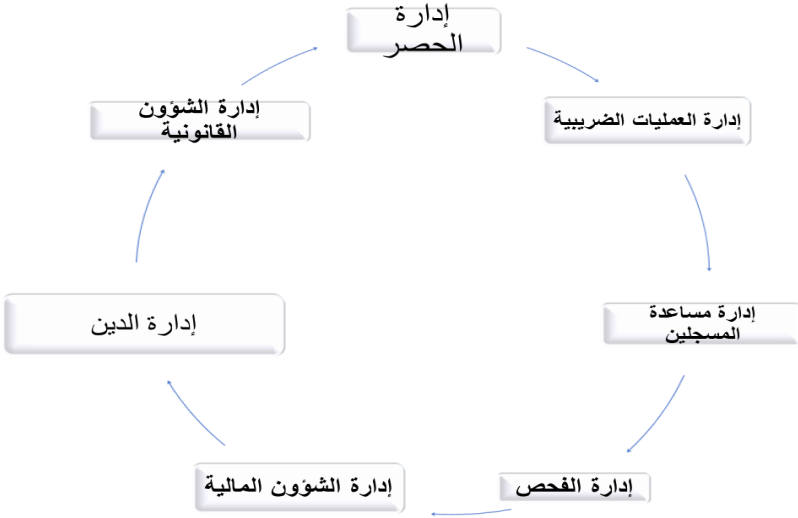 إدارة
الحصر
إدارة العمليات الضريبية
إدارة مساعدة
المسجلين
إدارة الفحص
إدارة الشؤون المالية
إدارة الدين
إدارة الشؤون
القانونية